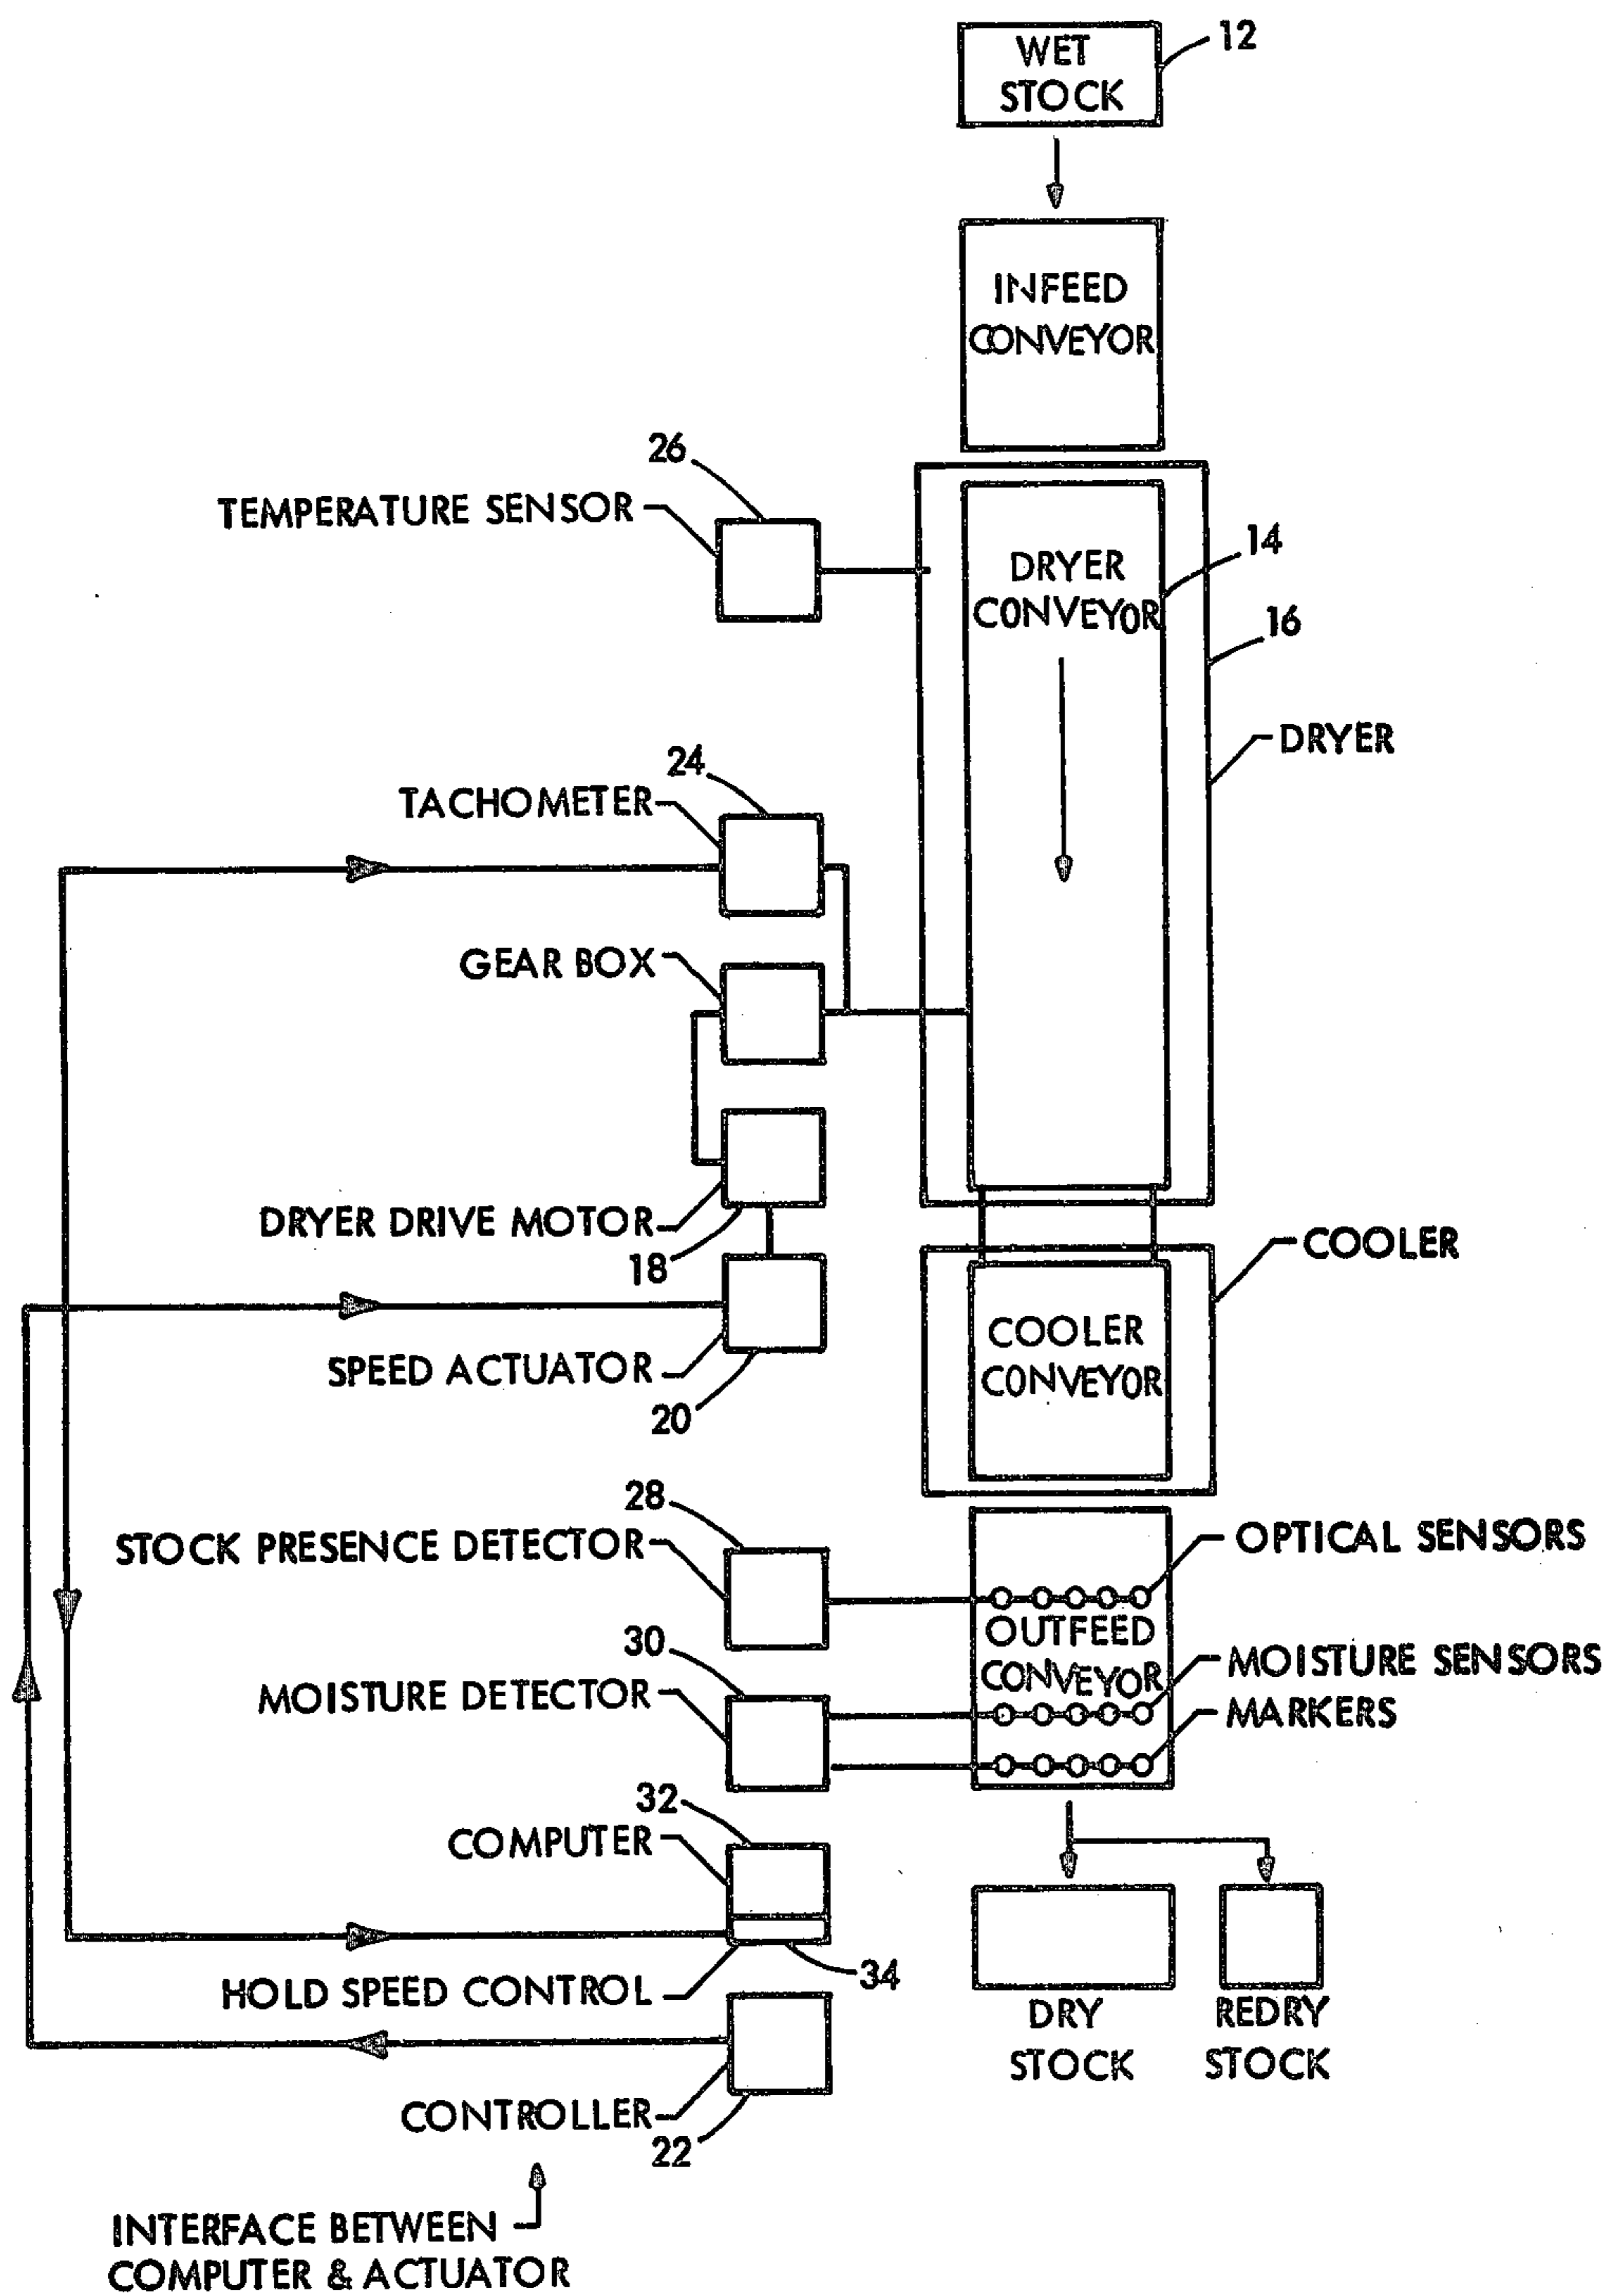 WET
STOCK
12
INFEED
CONVEYOR
26
TEMPERATURE SENSOR
DRYER
CONVEYOR
14
16
DRYER
24
TACHOMETER
GEAR BOX
DRYER DRIVE MOTOR
18
COOLER
COOLER
CONVEYOR
SPEED ACTUATOR
20
28
STOCK PRESENCE DETECTOR
OPTICAL SENSORS
OUTFEED
CONVEYOR
30
MOISTURE DETECTOR
MOISTURE SENSORS
MARKERS
32
COMPUTER
34
HOLD SPEED CONTROL
DRY
STOCK
REDRY
STOCK
CONTROLLER
22
INTERFACE BETWEEN
COMPUTER & ACTUATOR